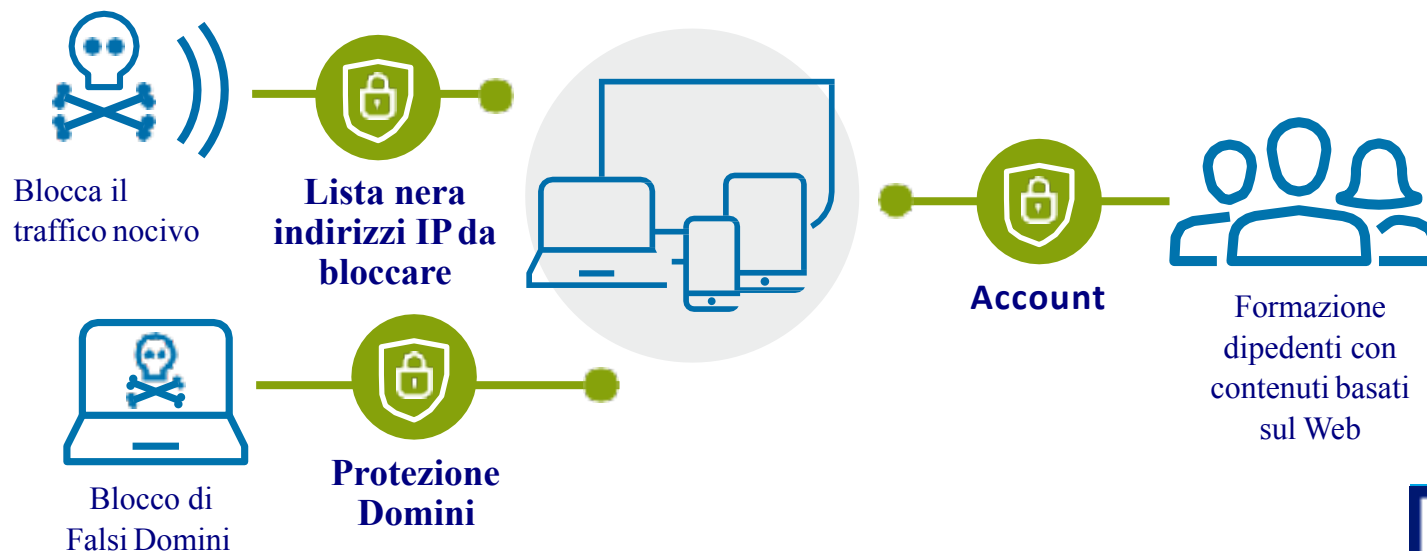 Blocca il
traffico nocivo
Lista nera
indirizzi IP da
bloccare
Account
Formazione
dipedenti con
contenuti basati
sul Web
Blocco di
Falsi Domini
Protezione
Domini